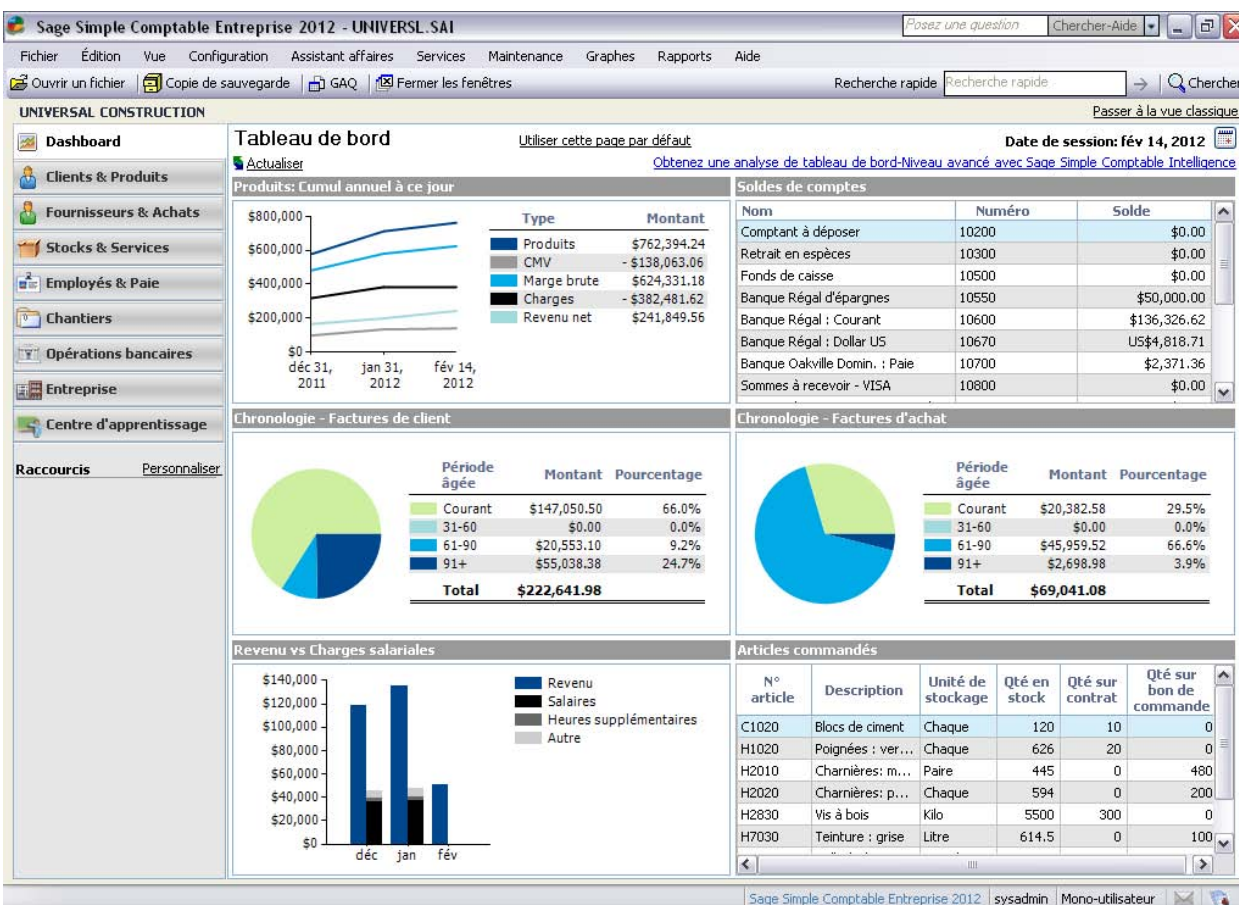 Sage Simple Comptable Entreprise 2012 - UNIVERSL.SAI
Posez une question Chercher-Aide
Fichier Édition Vue Configuration Assistant affaires Services Maintenance Graphes Rapports Aide
Ouvrir un fichier Copie de sauvegarde GAQ Fermer les fenêtres Recherche rapide Recherche rapide Chercher
UNIVERSAL CONSTRUCTION Passer à la vue classique
Dashboard
Clients & Produits
Fournisseurs & Achats
Stocks & Services
Employés & Paie
Chantiers
Opérations bancaires
Entreprise
Centre d'apprentissage
Raccourcis Personnaliser
Tableau de bord Utiliser cette page par défaut Date de session: fév 14, 2012
Actualiser Obtenez une analyse de tableau de bord-Niveau avancé avec Sage Simple Comptable Intelligence
Produits: Cumul annuel à ce jour
$800,000
$600,000
$400,000
$200,000
$0
déc 31, 2011
jan 31, 2012
fév 14, 2012
Type Montant
Produits $762,394.24
CMV - $138,063.06
Marge brute $624,331.18
Charges - $382,481.62
Revenu net $241,849.56
Soldes de comptes
Nom Numéro Solde
Comptant à déposer 10200 $0.00
Retrait en espèces 10300 $0.00
Fonds de caisse 10500 $0.00
Banque Régal d'épargnes 10550 $50,000.00
Banque Régal : Courant 10600 $136,326.62
Banque Régal : Dollar US 10670 US$4,818.71
Banque Oakville Domin. : Paie 10700 $2,371.36
Sommes à recevoir - VISA 10800 $0.00
Chronologie - Factures de client
Période âgée Montant Pourcentage
Courant $147,050.50 66.0%
31-60 $0.00 0.0%
61-90 $20,553.10 9.2%
91+ $55,038.38 24.7%
Total $222,641.98
Chronologie - Factures d'achat
Période âgée Montant Pourcentage
Courant $20,382.58 29.5%
31-60 $0.00 0.0%
61-90 $45,959.52 66.6%
91+ $2,698.98 3.9%
Total $69,041.08
Revenu vs Charges salariales
$140,000
$120,000
$100,000
$80,000
$60,000
$40,000
$20,000
$0
déc jan fév
Revenu
Salaires
Heures supplémentaires
Autre
Articles commandés
N° article Description Unité de stockage Qté en stock Qté sur contrat Qté sur bon de commande
C1020 Blocs de ciment Chaque 120 10 0
H1020 Poignées : ver... Chaque 626 20 0
H2010 Charnières: m... Paire 445 0 480
H2020 Charnières: p... Chaque 594 0 200
H2830 Vis à bois Kilo 5500 300 0
H7030 Teinture : grise Litre 614.5 0 100
Sage Simple Comptable Entreprise 2012 sysadmin Mono-utilisateur